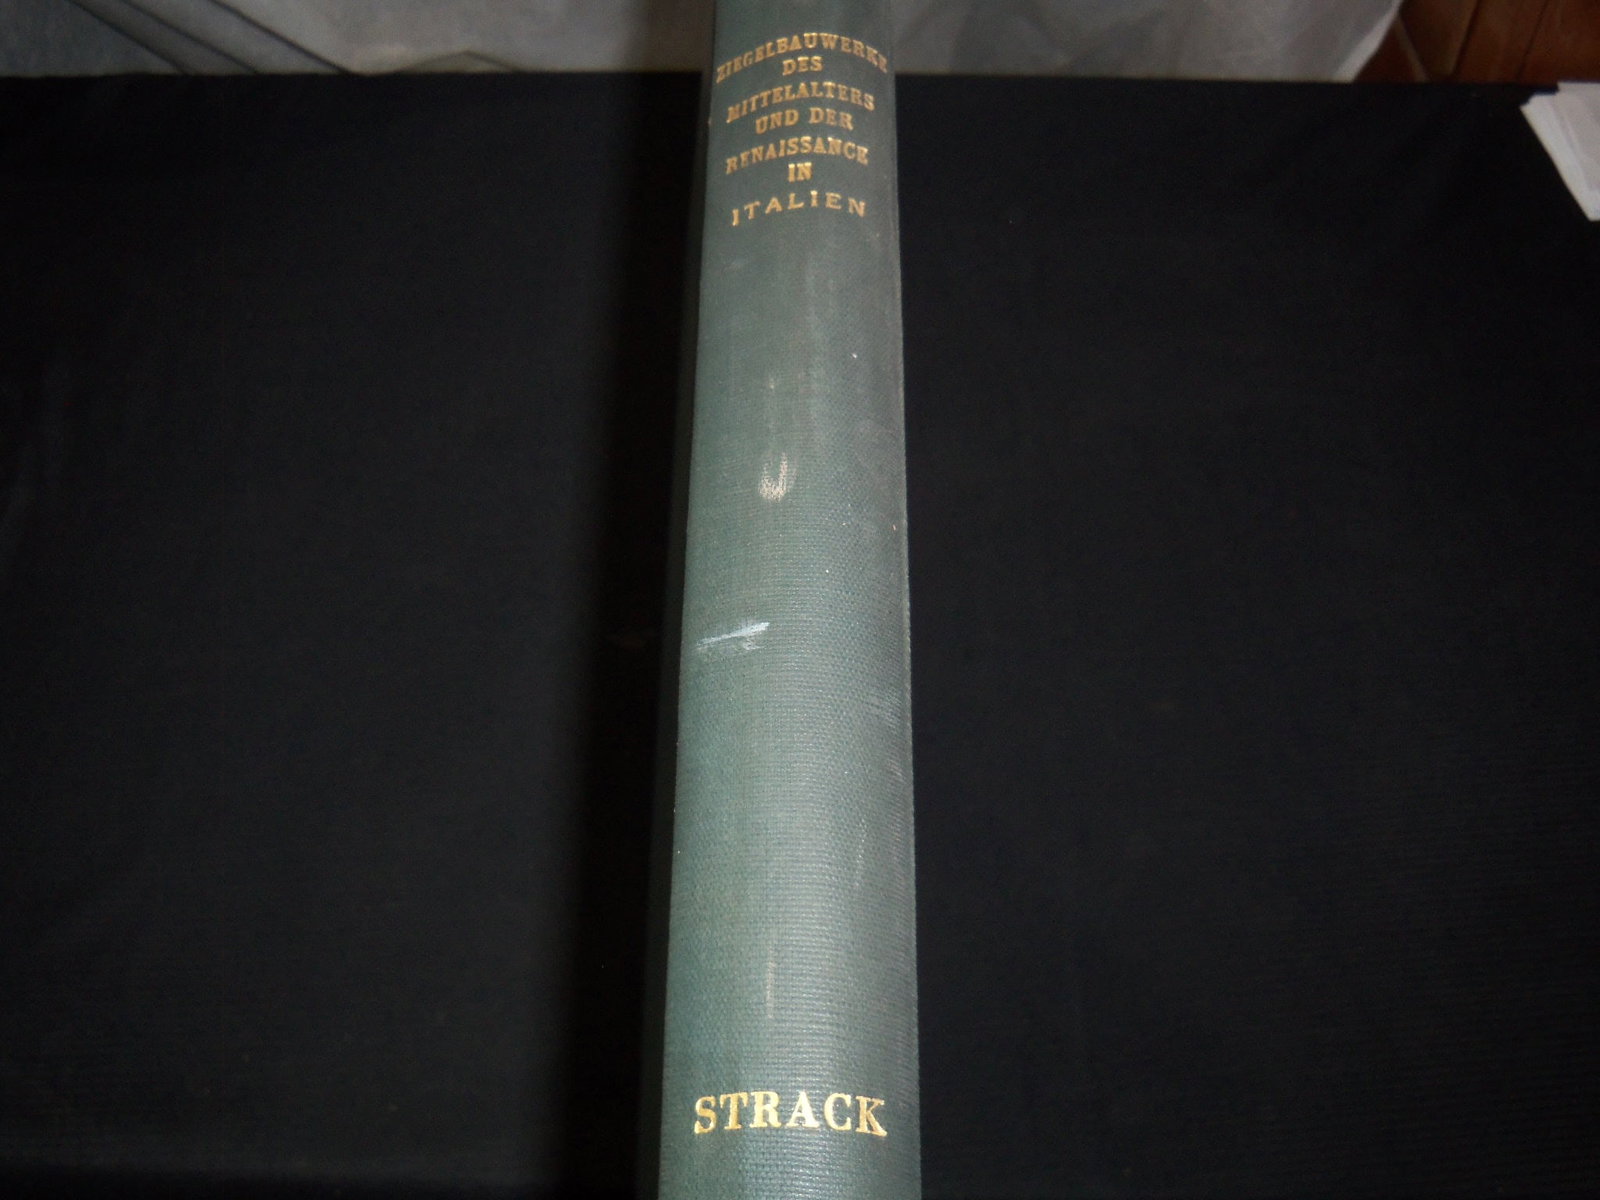 ZIEGELBAUWERKE
DES
MITTELALTERS
UND DER
RENAISSANCE
IN
ITALIEN
STRACK